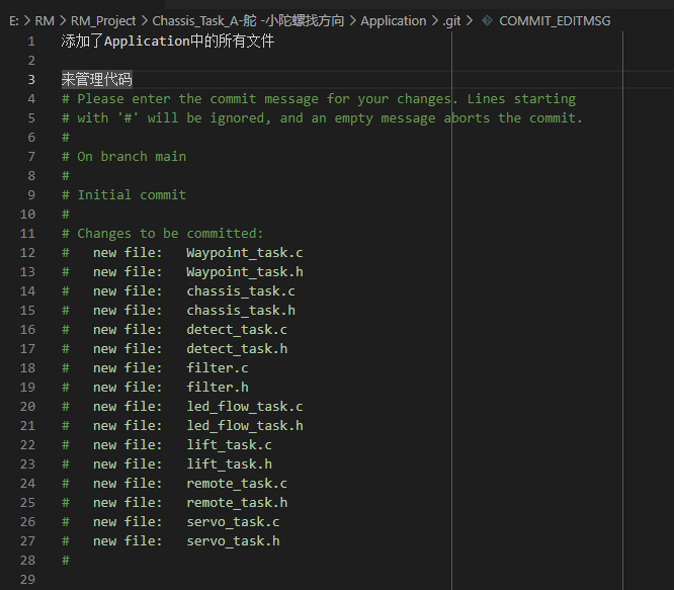 E: > RM > RM_Project > Chassis_Task_A-舵 -小陀螺找方向 > Application > .git > COMMIT_EDITMSG
1 添加了Application中的所有文件
2
3 来管理代码
4 # Please enter the commit message for your changes. Lines starting
5 # with '#' will be ignored, and an empty message aborts the commit.
6 #
7 # On branch main
8 #
9 # Initial commit
10 #
11 # Changes to be committed:
12 #   new file:   Waypoint_task.c
13 #   new file:   Waypoint_task.h
14 #   new file:   chassis_task.c
15 #   new file:   chassis_task.h
16 #   new file:   detect_task.c
17 #   new file:   detect_task.h
18 #   new file:   filter.c
19 #   new file:   filter.h
20 #   new file:   led_flow_task.c
21 #   new file:   led_flow_task.h
22 #   new file:   lift_task.c
23 #   new file:   lift_task.h
24 #   new file:   remote_task.c
25 #   new file:   remote_task.h
26 #   new file:   servo_task.c
27 #   new file:   servo_task.h
28 #
29